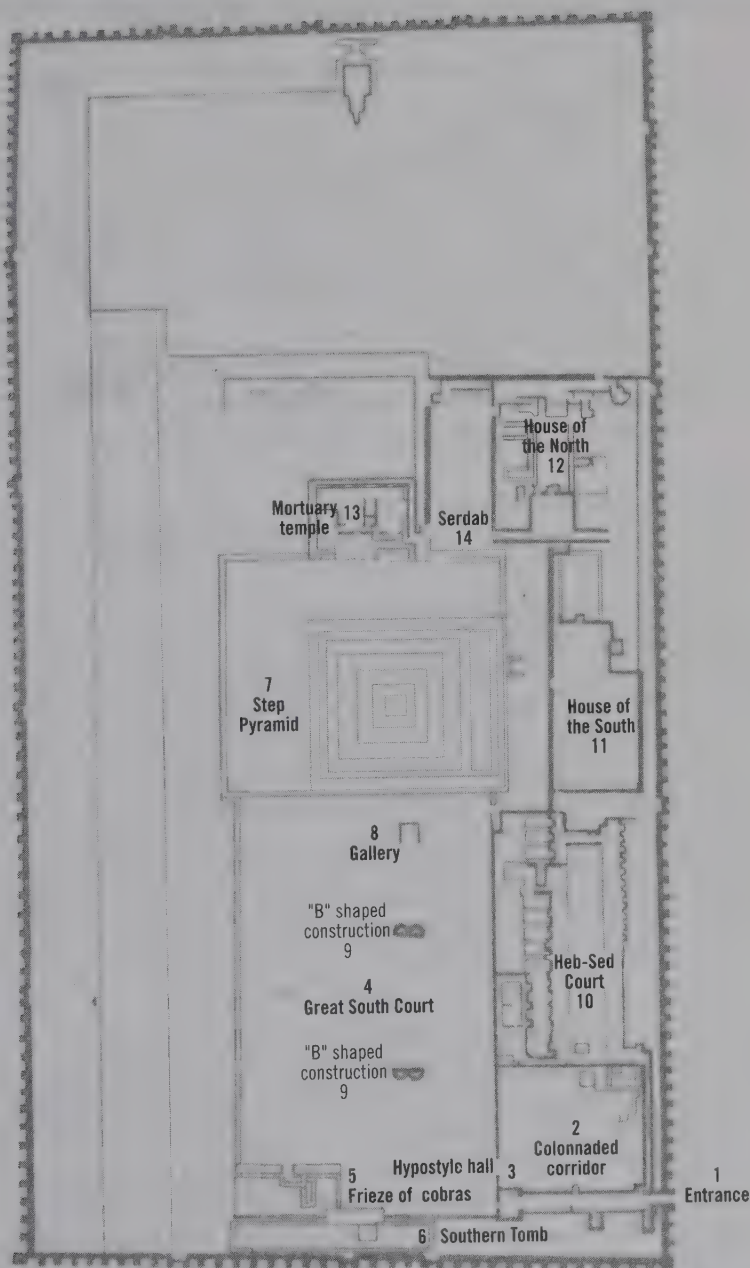 House of
the North
12
Mortuary 13
temple
Serdab
14
7
Step
Pyramid
House of
the South
11
8
Gallery
"B" shaped
construction
9
4
Great South Court
Heb-Sed
Court
10
"B" shaped
construction
9
2
Colonnaded
corridor
Hypostyle hall 3
5
Frieze of cobras
1
Entrance
6 Southern Tomb